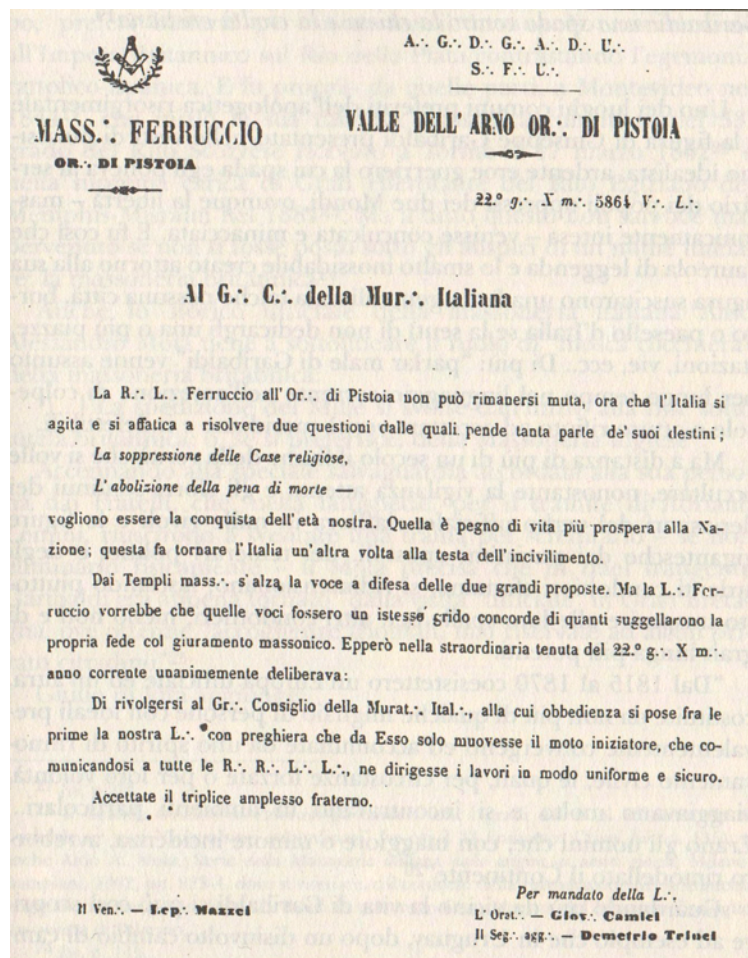 A∴ G∴ D∴ G∴ A∴ D∴ U∴
S∴ F∴ U∴
MASS∴ FERRUCCIO
OR∴ DI PISTOIA
VALLE DELL'ARNO OR∴ DI PISTOIA
22.º g∴ X m∴ 5864 V∴ L∴
Al G∴ C∴ della Mur∴ Italiana
La R∴ L∴ Ferruccio all'Or∴ di Pistoia non può rimanersi muta, ora che l'Italia si
agita e si affatica a risolvere due questioni dalle quali pende tanta parte de' suoi destini;
La soppressione delle Case religiose,
L'abolizione della pena di morte —
vogliono essere la conquista dell'età nostra. Quella è pegno di vita più prospera alla Na-
zione; questa fa tornare l'Italia un'altra volta alla testa dell'incivilimento.
Dai Templi mass∴ s'alza la voce a difesa delle due grandi proposte. Ma la L∴ Fer-
ruccio vorrebbe che quelle voci fossero un istesso grido concorde di quanti suggellarono la
propria fede col giuramento massonico. Epperò nella straordinaria tenuta del 22.º g∴ X m∴
anno corrente unanimemente deliberava:
Di rivolgersi al Gr∴ Consiglio della Murat∴ Ital∴, alla cui obbedienza si pose fra le
prime la nostra L∴ con preghiera che da Esso solo muovesse il moto iniziatore, che co-
municandosi a tutte le R∴ R∴ L∴ L∴, ne dirigesse i lavori in modo uniforme e sicuro.
Accettate il triplice amplesso fraterno.
Per mandato della L∴
Il Ven∴ — Lep∴ Mazzei
L'Orat∴ — Giov∴ Camici
Il Seg∴ agg∴ — Demetrio Trinci